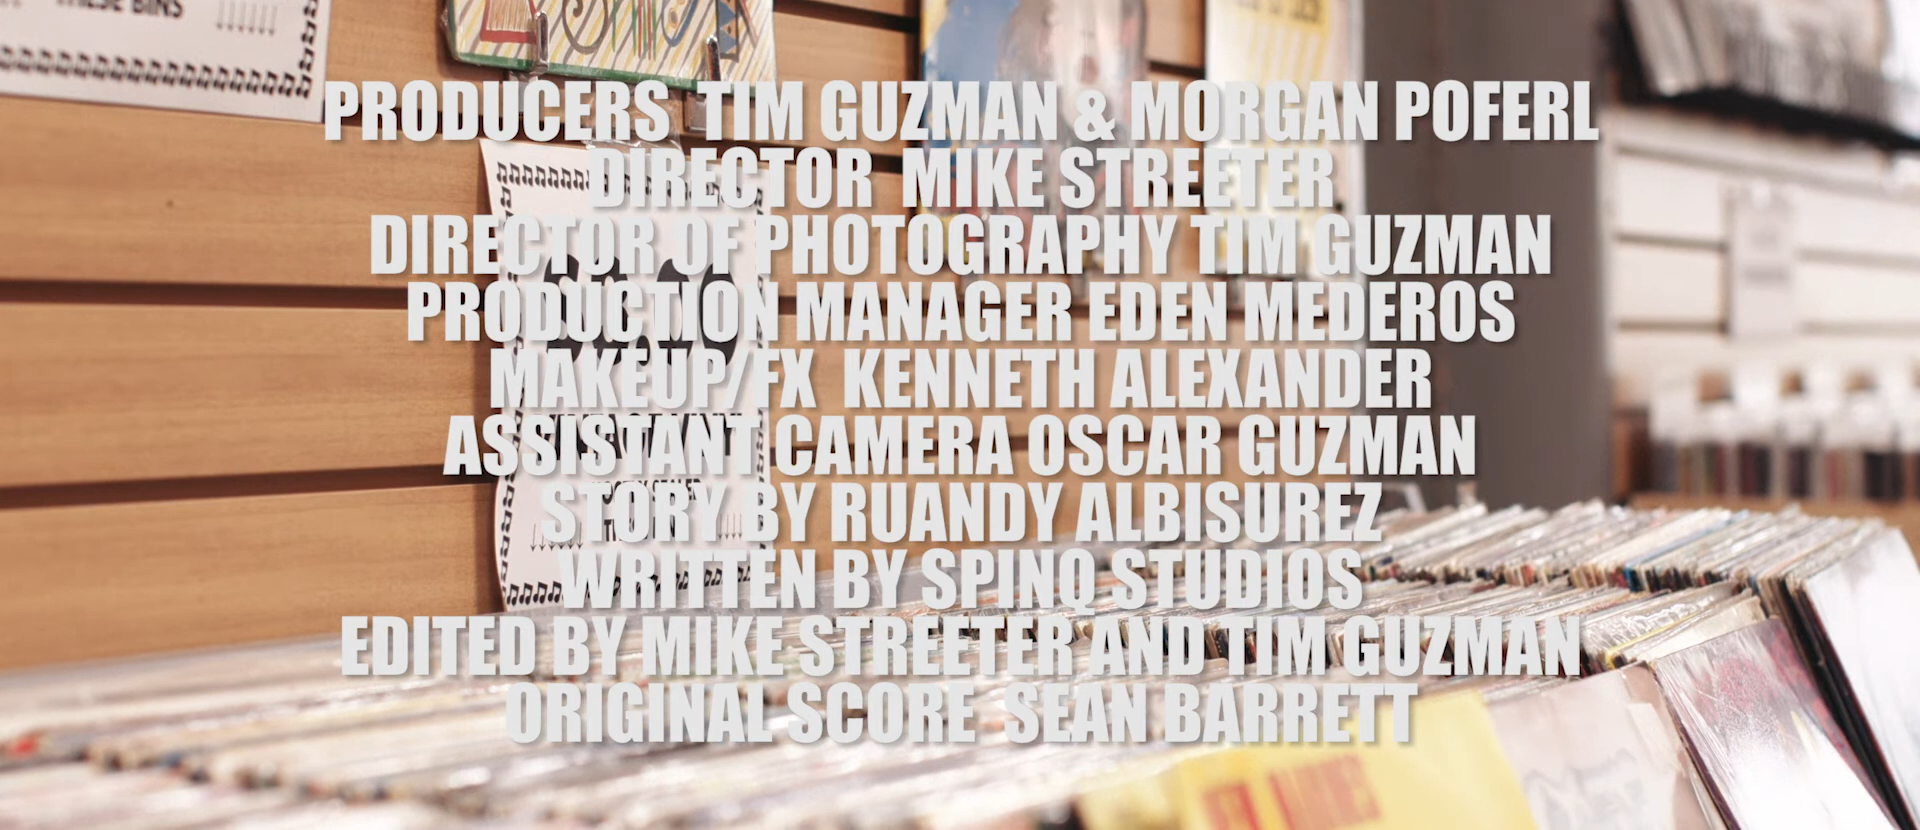 THESE BINS
PRODUCERS TIM GUZMAN & MORGAN POFERL
DIRECTOR MIKE STREETER
DIRECTOR OF PHOTOGRAPHY TIM GUZMAN
PRODUCTION MANAGER EDEN MEDEROS
MAKEUP/FX KENNETH ALEXANDER
ASSISTANT CAMERA OSCAR GUZMAN
STORY BY RUANDY ALBISUREZ
WRITTEN BY SPINQ STUDIOS
EDITED BY MIKE STREETER AND TIM GUZMAN
ORIGINAL SCORE SEAN BARRETT